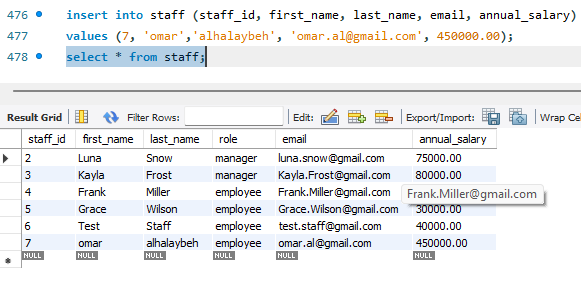 476 insert into staff (staff_id, first_name, last_name, email, annual_salary)
477 values (7, 'omar','alhalaybeh', 'omar.al@gmail.com', 450000.00);
478 select * from staff;
Result Grid Filter Rows: Edit: Export/Import: Wrap Cel
staff_id first_name last_name role email annual_salary
2 Luna Snow manager luna.snow@gmail.com 75000.00
3 Kayla Frost manager Kayla.Frost@gmail.com 80000.00
4 Frank Miller employee Frank.Miller@gmail.com
Frank.Miller@gmail.com
5 Grace Wilson employee Grace.Wilson@gmail.com 30000.00
6 Test Staff employee test.staff@gmail.com 40000.00
7 omar alhalaybeh employee omar.al@gmail.com 450000.00
NULL NULL NULL NULL NULL NULL